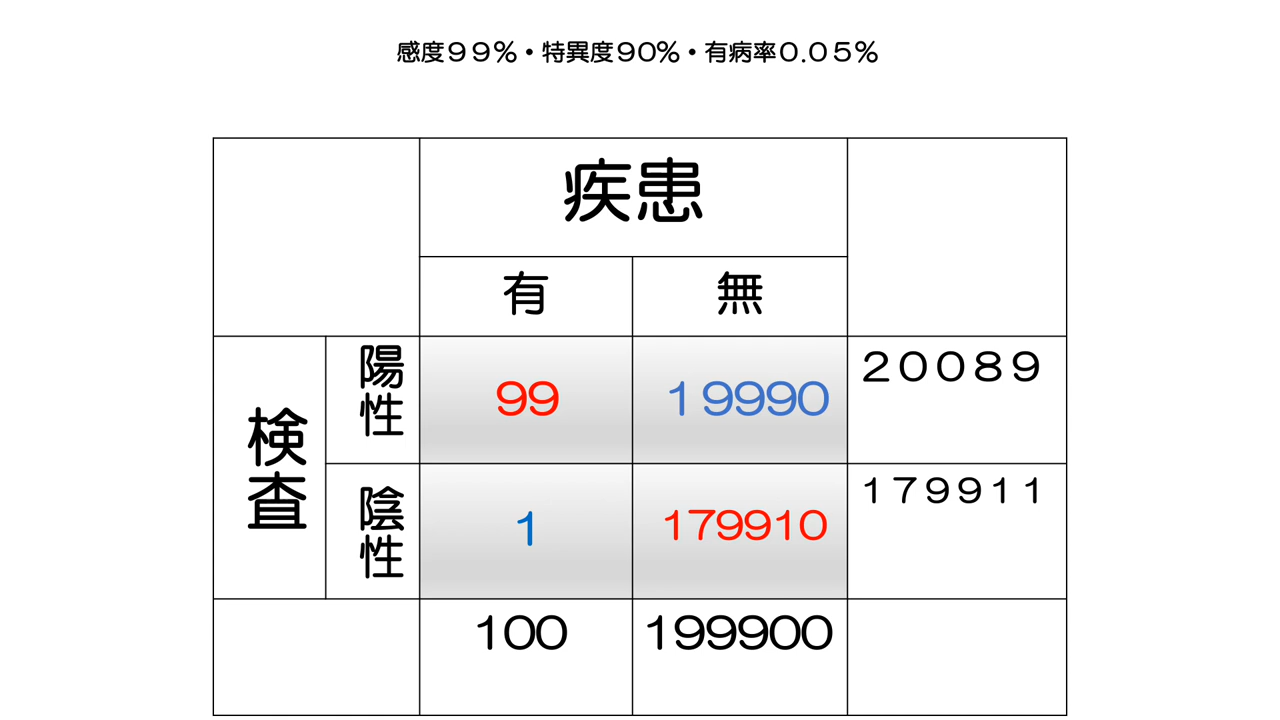 感度９９％・特異度９０％・有病率０.０５％
疾患
有
無
検査
陽性
99
19990
２００８９
陰性
1
179910
１７９９１１
100
199900